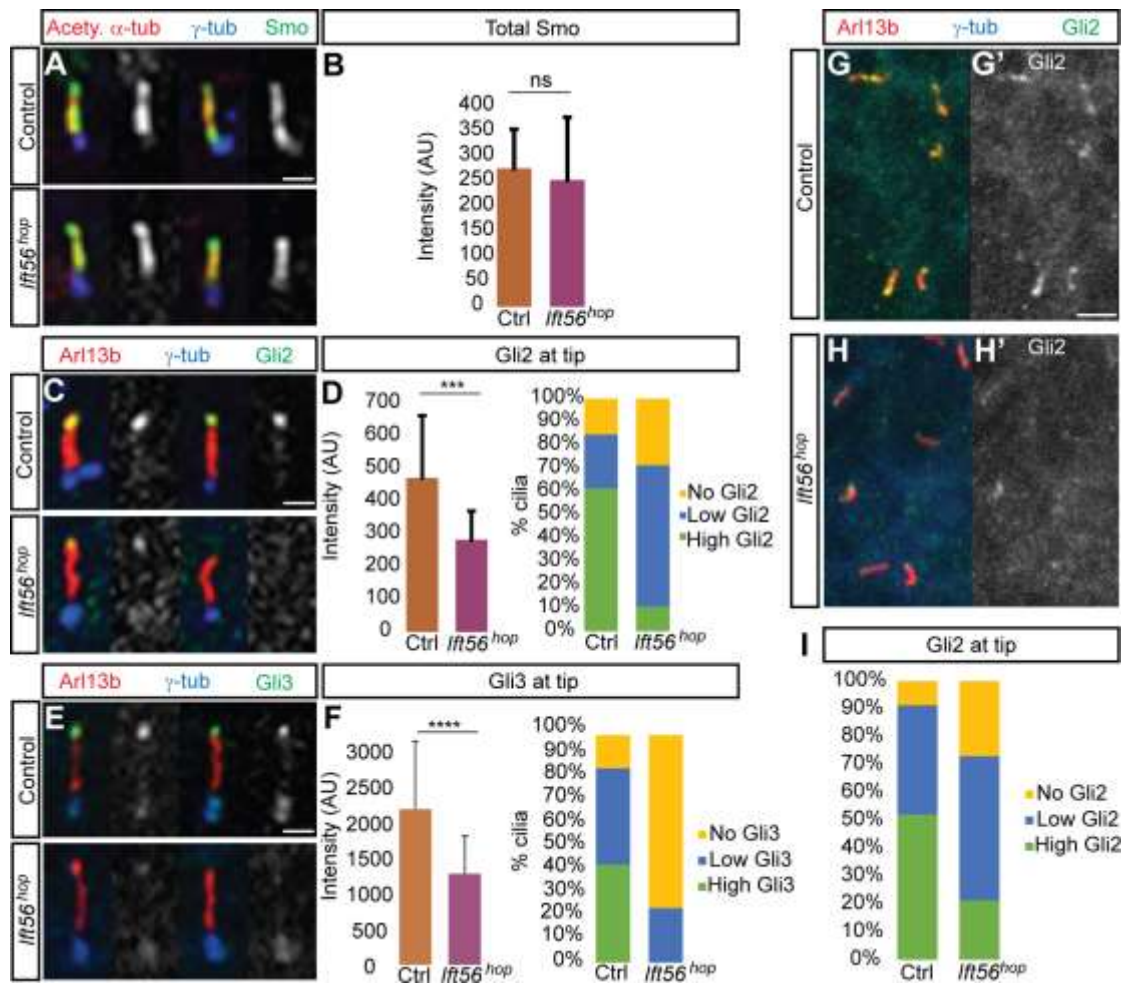 Acety. α-tub γ-tub Smo
Total Smo
A
Control
Ift56hop
B
ns
Intensity (AU)
400
350
300
250
200
150
100
50
0
Ctrl Ift56hop
Arl13b γ-tub Gli2
Gli2 at tip
C
Control
Ift56hop
D
***
Intensity (AU)
700
600
500
400
300
200
100
0
Ctrl Ift56hop
% cilia
100%
90%
80%
70%
60%
50%
40%
30%
20%
10%
0%
Ctrl Ift56hop
No Gli2
Low Gli2
High Gli2
Arl13b γ-tub Gli3
Gli3 at tip
E
Control
Ift56hop
F
****
Intensity (AU)
3000
2500
2000
1500
1000
500
0
Ctrl Ift56hop
% cilia
100%
90%
80%
70%
60%
50%
40%
30%
20%
10%
0%
Ctrl Ift56hop
No Gli3
Low Gli3
High Gli3
Arl13b γ-tub Gli2
Control
G
G' Gli2
Ift56hop
H
H' Gli2
I
Gli2 at tip
100%
90%
80%
70%
60%
50%
40%
30%
20%
10%
0%
Ctrl Ift56hop
No Gli2
Low Gli2
High Gli2